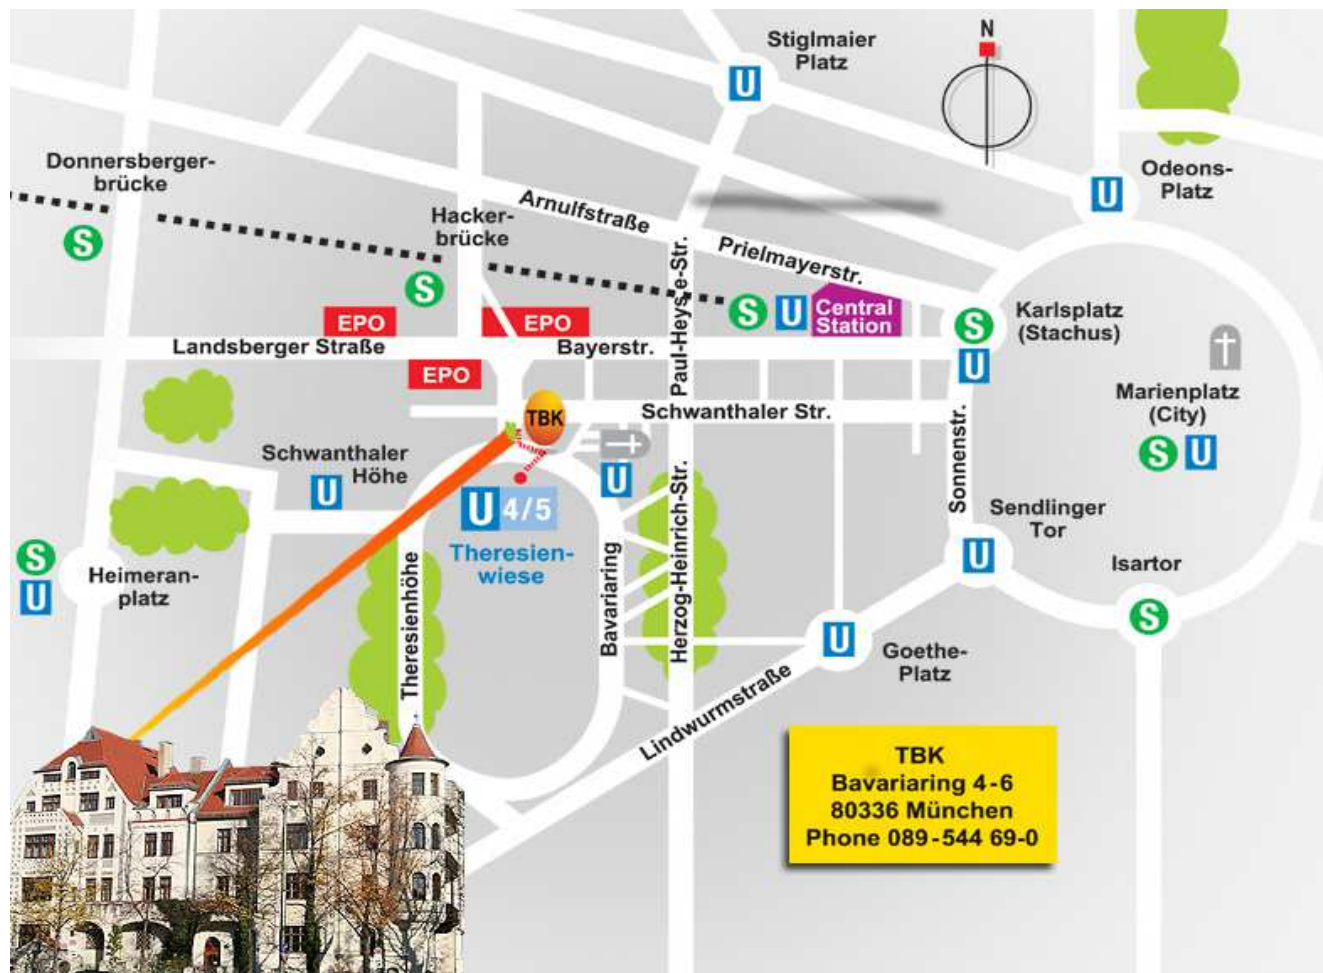 Stiglmaier
Platz
N
U
Donnersberger-
brücke
Odeons-
Platz
U
Arnulfstraße
Hacker-
brücke
S
Prielmayerstr.
S
Paul-Heyse-Str.
S
U
Central
Station
Karlsplatz
(Stachus)
S
U
EPO
EPO
Landsberger Straße
Bayerstr.
EPO
Marienplatz
(City)
S
U
TBK
Schwanthaler Str.
Schwanthaler
Höhe
U
U
Sonnenstr.
Herzog-Heinrich-Str.
U
4/5
Theresien-
wiese
Sendlinger
Tor
U
S
U
Heimeran-
platz
Theresienhöhe
Bavariaring
Isartor
S
U
Goethe-
Platz
Lindwurmstraße
TBK
Bavariaring 4-6
80336 München
Phone 089-544 69-0